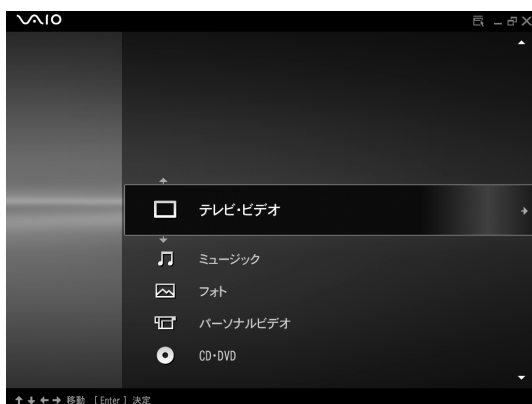 VAIO
テレビ・ビデオ
ミュージック
フォト
パーソナルビデオ
CD・DVD
↑ ↓ ← → 移動 [Enter] 決定